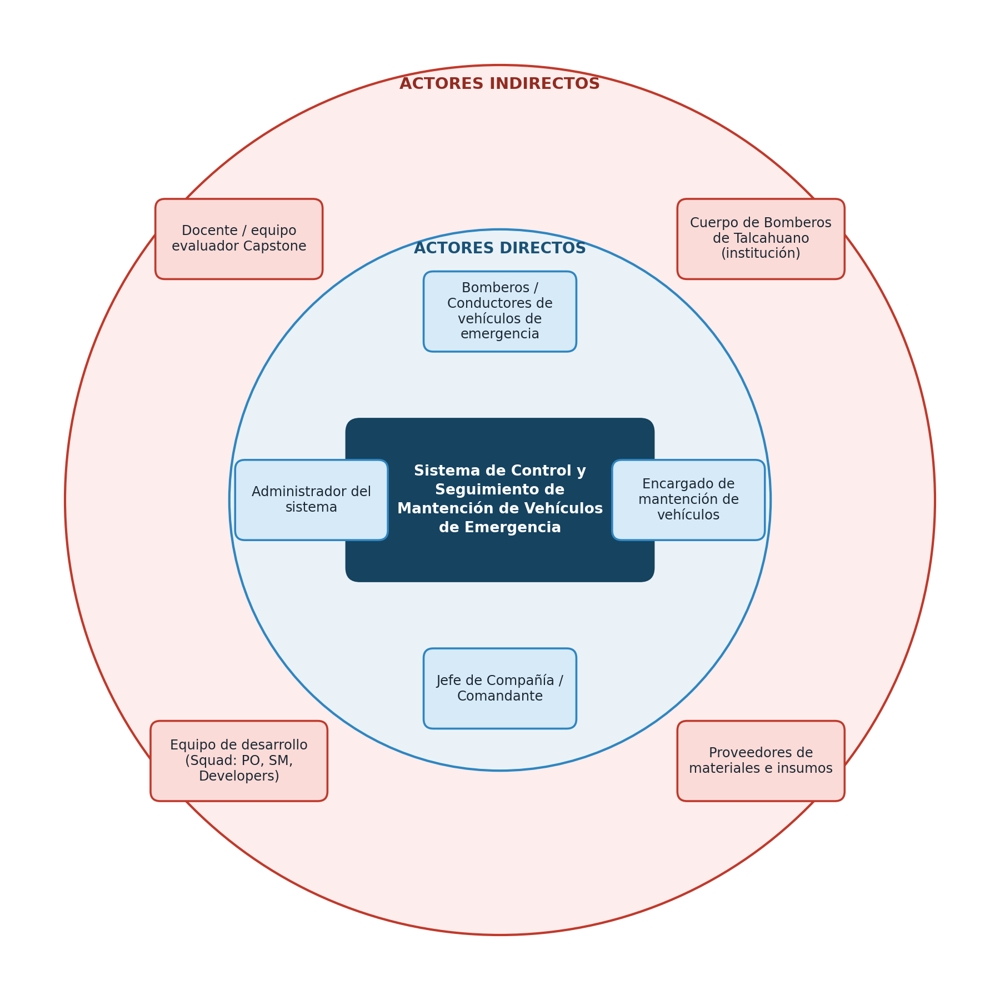 ACTORES INDIRECTOS
Docente / equipo
evaluador Capstone
Cuerpo de Bomberos
de Talcahuano
(institución)
ACTORES DIRECTOS
Bomberos /
Conductores de
vehículos de
emergencia
Administrador del
sistema
Sistema de Control y
Seguimiento de
Mantención de Vehículos
de Emergencia
Encargado de
mantención de
vehículos
Jefe de Compañía /
Comandante
Equipo de desarrollo
(Squad: PO, SM,
Developers)
Proveedores de
materiales e insumos